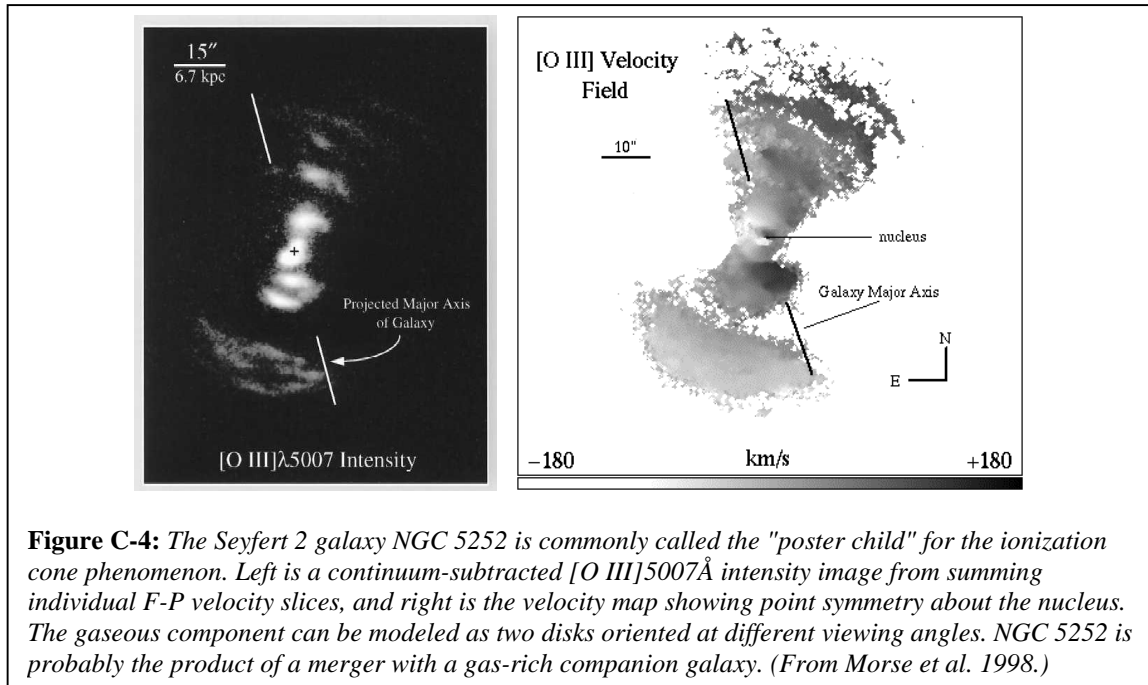 15"
6.7 kpc
Projected Major Axis
of Galaxy
[O III]λ5007 Intensity
[O III] Velocity
Field
10"
nucleus
Galaxy Major Axis
N
E
−180 km/s +180
Figure C-4: The Seyfert 2 galaxy NGC 5252 is commonly called the "poster child" for the ionization
cone phenomenon. Left is a continuum-subtracted [O III]5007Å intensity image from summing
individual F-P velocity slices, and right is the velocity map showing point symmetry about the nucleus.
The gaseous component can be modeled as two disks oriented at different viewing angles. NGC 5252 is
probably the product of a merger with a gas-rich companion galaxy. (From Morse et al. 1998.)